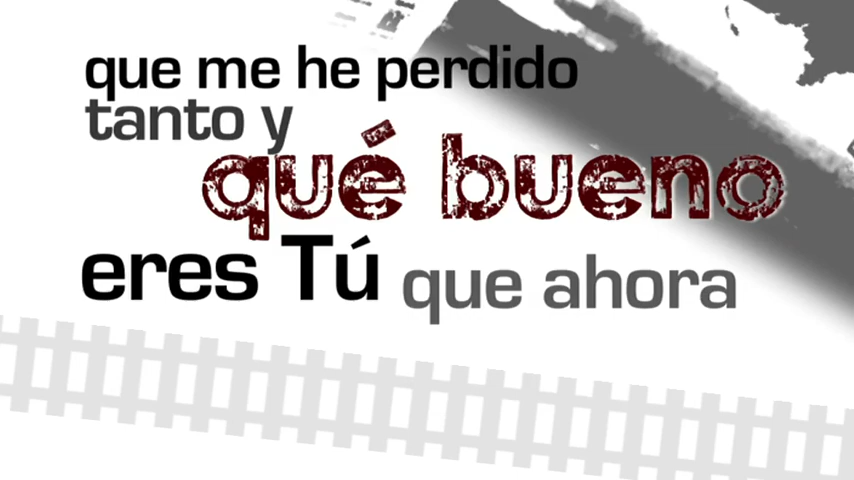 que me he perdido
tanto y
qué bueno
eres Tú que ahora